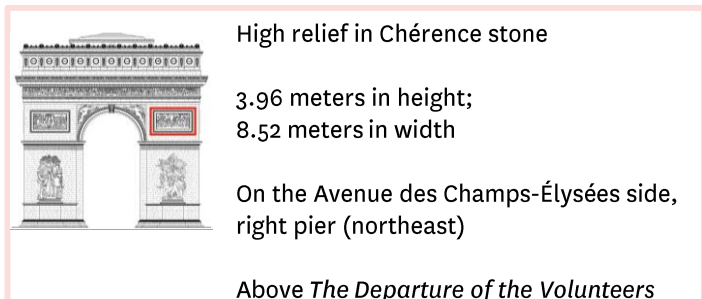 High relief in Chérence stone
3.96 meters in height;
8.52 meters in width
On the Avenue des Champs-Élysées side,
right pier (northeast)
Above The Departure of the Volunteers